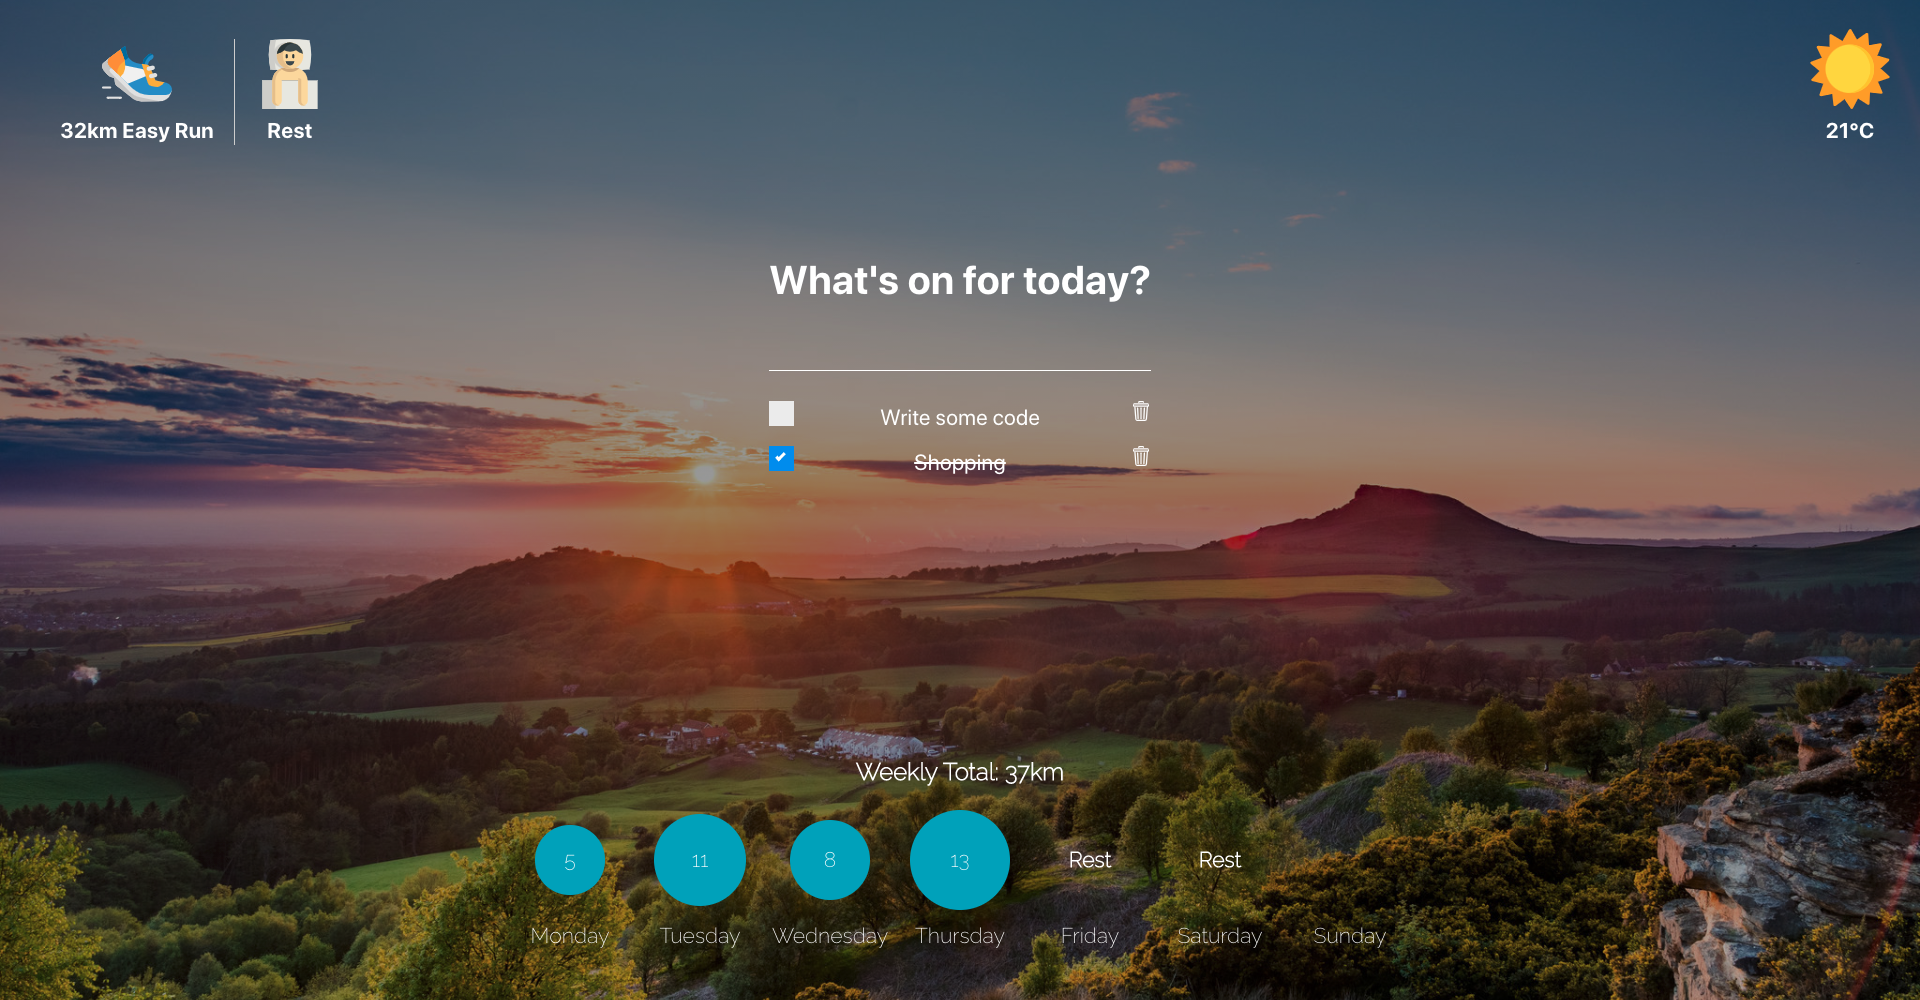 32km Easy Run
Rest
21°C
What's on for today?
Write some code
Shopping
Weekly Total: 37km
5
11
8
13
Rest
Rest
Monday
Tuesday
Wednesday
Thursday
Friday
Saturday
Sunday